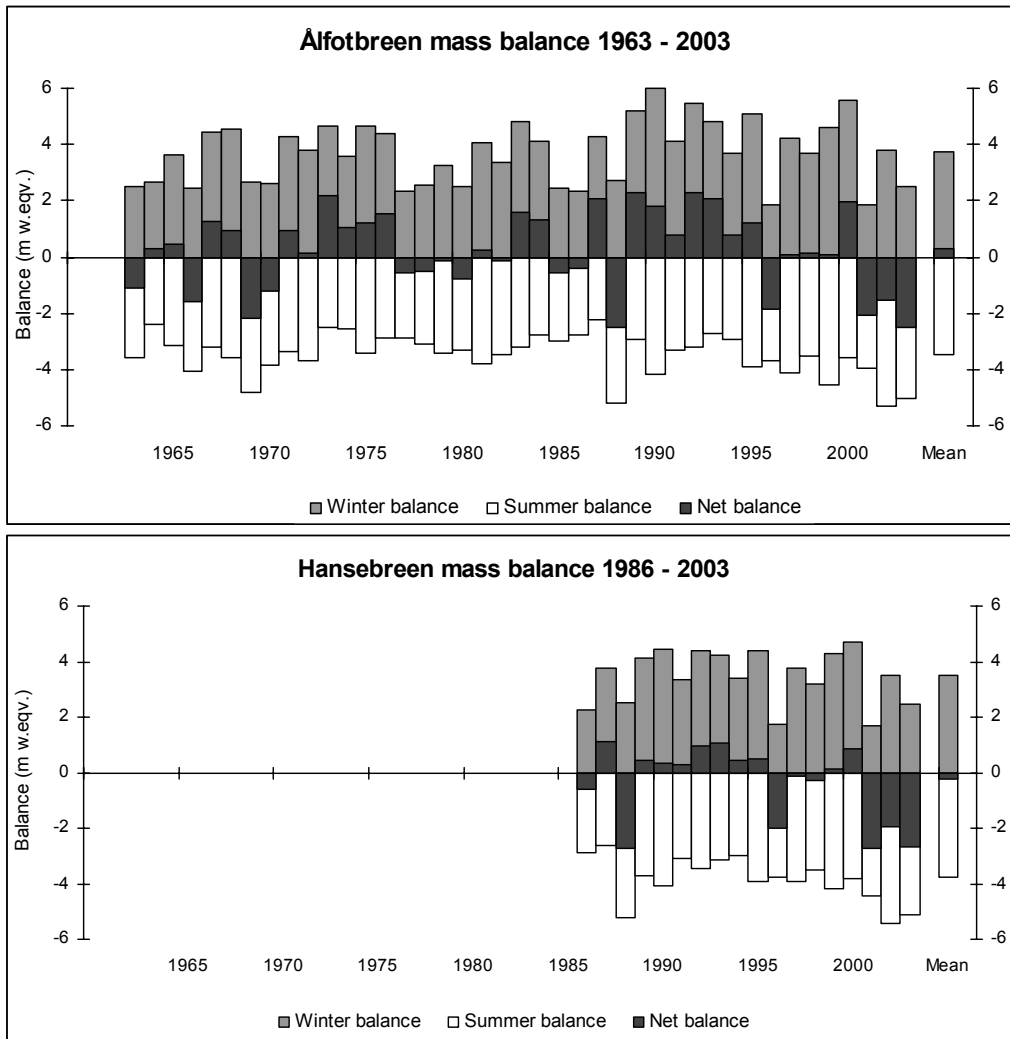 Ålfotbreen mass balance 1963 - 2003
6 6
4 4
2 2
0 0
-2 -2
-4 -4
-6 -6
Balance (m w.eqv.)
1965 1970 1975 1980 1985 1990 1995 2000 Mean
Winter balance Summer balance Net balance
Hansebreen mass balance 1986 - 2003
6 6
4 4
2 2
0 0
-2 -2
-4 -4
-6 -6
Balance (m w.eqv.)
1965 1970 1975 1980 1985 1990 1995 2000 Mean
Winter balance Summer balance Net balance